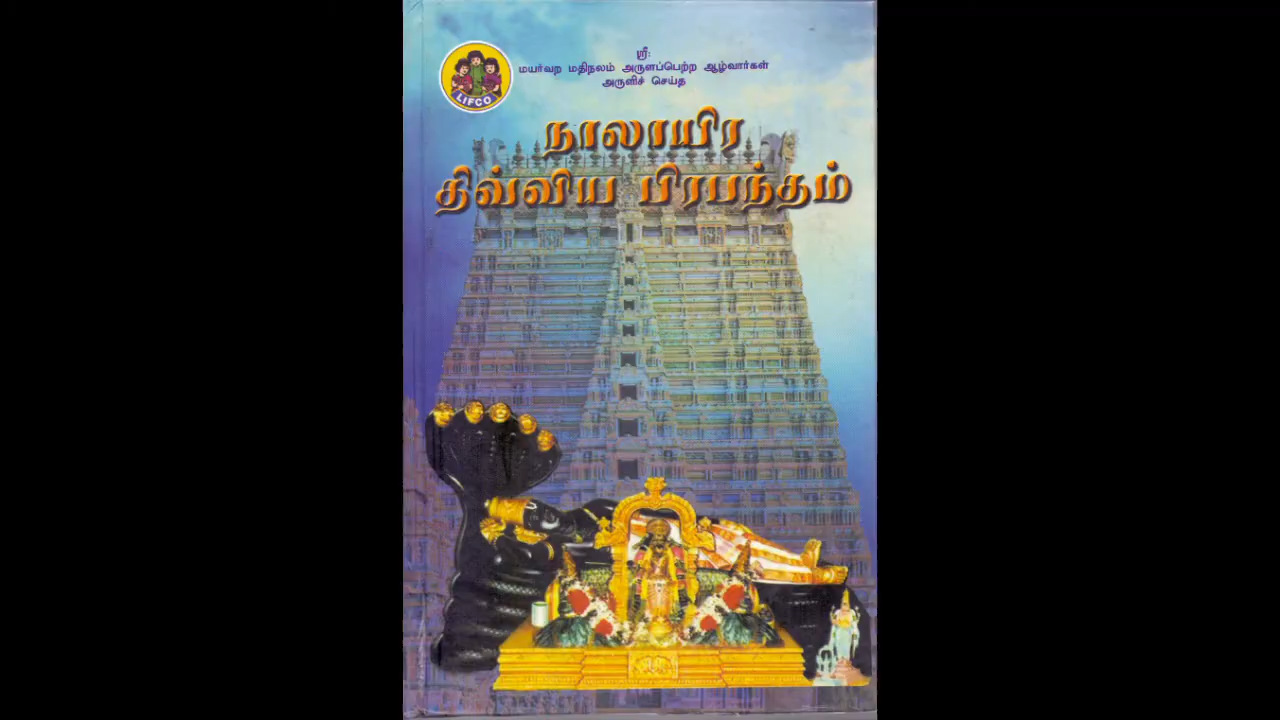 ஸ்ரீ:
மயர்வற மதிநலம் அருளப்பெற்ற ஆழ்வார்கள்
அருளிச் செய்த
LIFCO
நாலாயிர
திவ்விய பிரபந்தம்